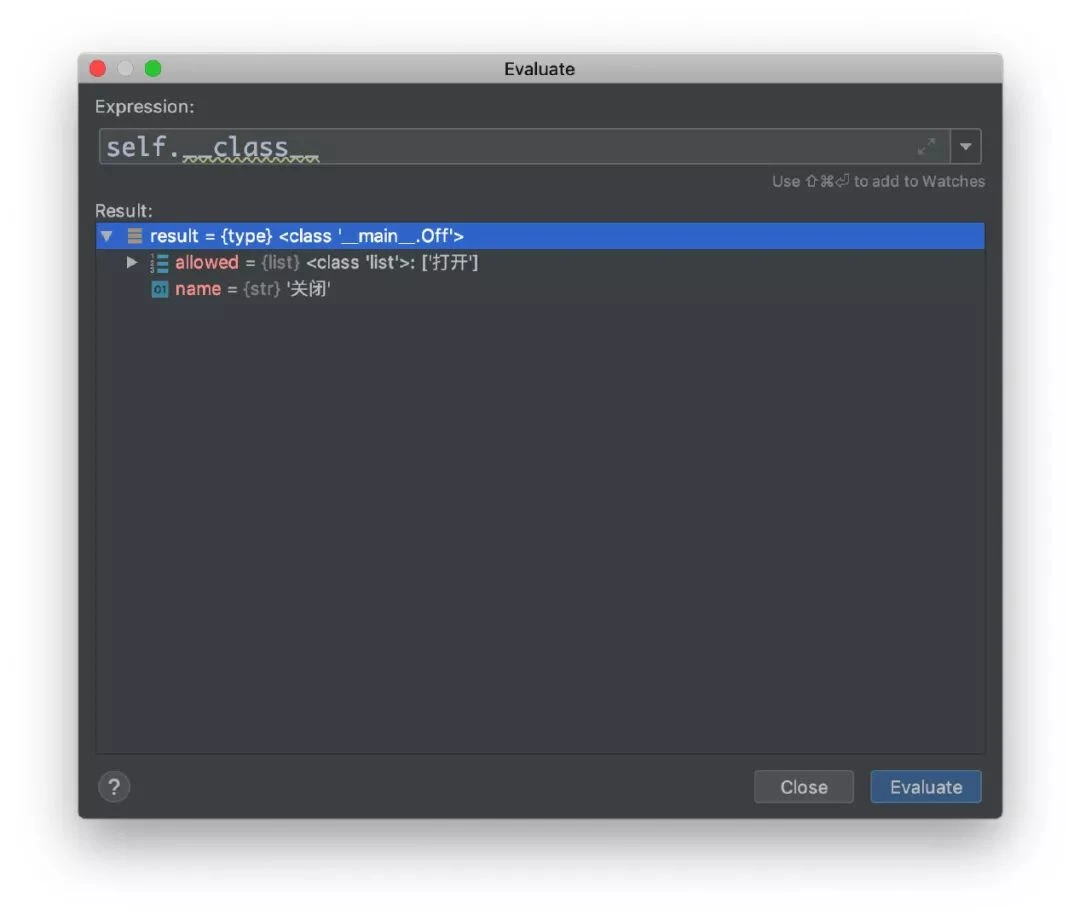 Evaluate
Expression:
self.__class__
Use ⇧⌘⏎ to add to Watches
Result:
result = {type} <class '__main__.Off'>
allowed = {list} <class 'list'>: ['打开']
01 name = {str} '关闭'
? Close Evaluate